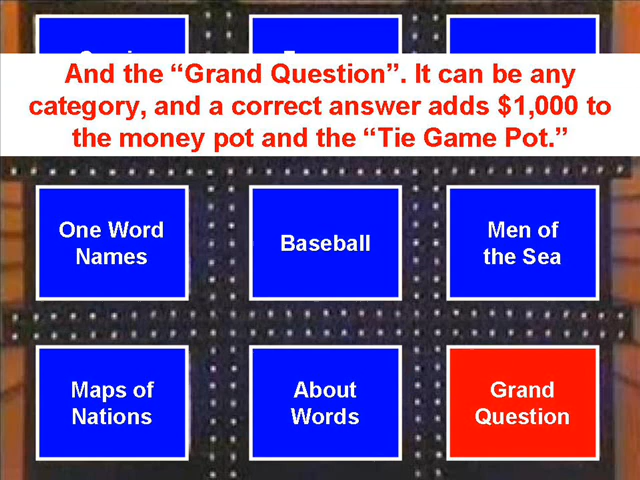 And the “Grand Question”. It can be any
category, and a correct answer adds $1,000 to
the money pot and the “Tie Game Pot.”
One Word
Names
Baseball
Men of
the Sea
Maps of
Nations
About
Words
Grand
Question